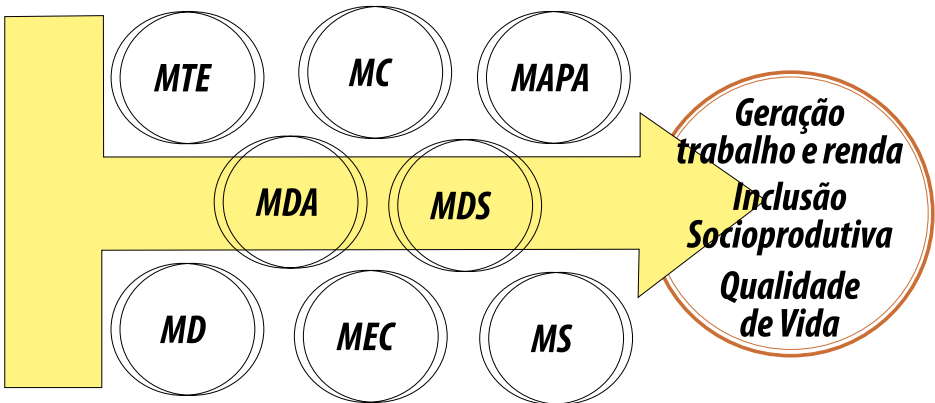 MTE
MC
MAPA
MDA
MDS
MD
MEC
MS
Geração
trabalho e renda
Inclusão
Socioprodutiva
Qualidade
de Vida